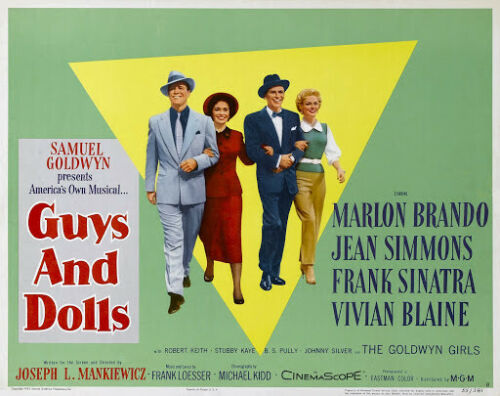 SAMUEL
GOLDWYN
presents
America's Own Musical...
Guys
And
Dolls
Starring
MARLON BRANDO
JEAN SIMMONS
FRANK SINATRA
VIVIAN BLAINE
with ROBERT KEITH · STUBBY KAYE · B. S. PULLY · JOHNNY SILVER and THE GOLDWYN GIRLS
Written for the Screen and Directed by
JOSEPH L. MANKIEWICZ
Music and Lyrics by FRANK LOESSER
Choreography by MICHAEL KIDD
CINEMASCOPE
Photographed in EASTMAN COLOR
Distributed by M-G-M